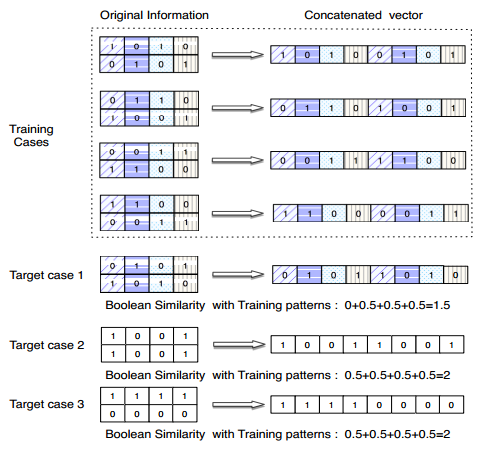 Original Information
Concatenated vector
1 0 1 0
0 1 0 1
1 0 1 0 0 1 0 1
0 1 1 0
1 0 0 1
0 1 1 0 1 0 0 1
Training
Cases
0 0 1 1
1 1 0 0
0 0 1 1 1 1 0 0
1 1 0 0
0 0 1 1
1 1 0 0 0 0 1 1
Target case 1
0 1 0 1
1 0 1 0
0 1 0 1 1 0 1 0
Boolean Similarity with Training patterns : 0+0.5+0.5+0.5=1.5
Target case 2
1 0 0 1
1 0 0 1
1 0 0 1 1 0 0 1
Boolean Similarity with Training patterns : 0.5+0.5+0.5+0.5=2
Target case 3
1 1 1 1
0 0 0 0
1 1 1 1 0 0 0 0
Boolean Similarity with Training patterns : 0.5+0.5+0.5+0.5=2